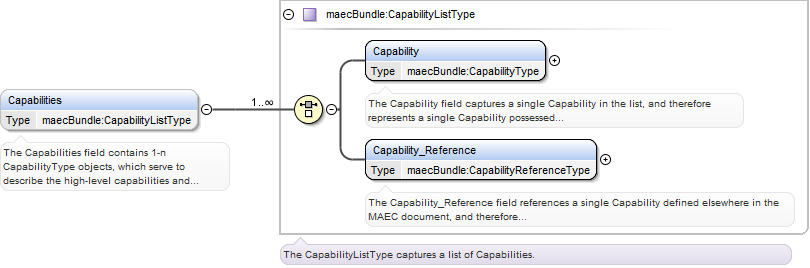 maecBundle:CapabilityListType
Capability
Type maecBundle:CapabilityType
The Capability field captures a single Capability in the list, and therefore
represents a single Capability possessed...
Capabilities
Type maecBundle:CapabilityListType
1..∞
The Capabilities field contains 1-n
CapabilityType objects, which serve to
describe the high-level capabilities and...
Capability_Reference
Type maecBundle:CapabilityReferenceType
The Capability_Reference field references a single Capability defined elsewhere in the
MAEC document, and therefore...
The CapabilityListType captures a list of Capabilities.